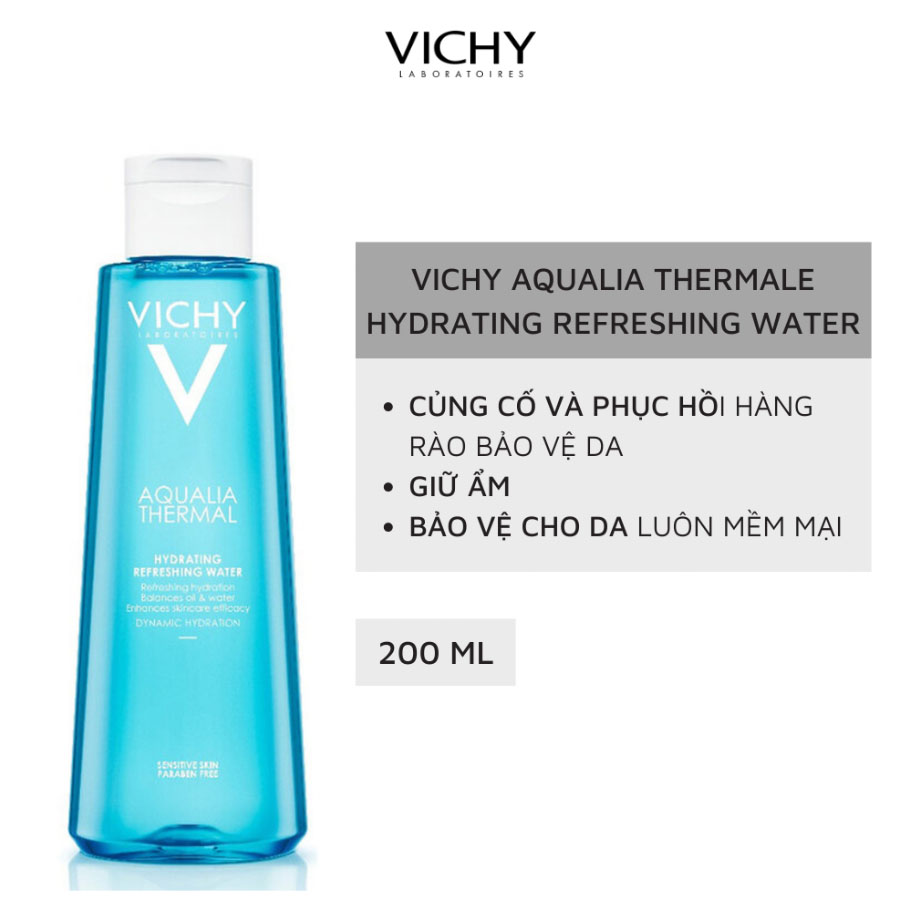 VICHY
LABORATOIRES
VICHY
LABORATOIRES
V
AQUALIA
THERMAL
HYDRATING
REFRESHING WATER
Refreshing hydration
Balances oil & water
Enhances skincare efficacy
DYNAMIC HYDRATION
SENSITIVE SKIN
PARABEN FREE
VICHY AQUALIA THERMALE
HYDRATING REFRESHING WATER
• CỦNG CỐ VÀ PHỤC HỒI HÀNG
RÀO BẢO VỆ DA
• GIỮ ẨM
• BẢO VỆ CHO DA LUÔN MỀM MẠI
200 ML